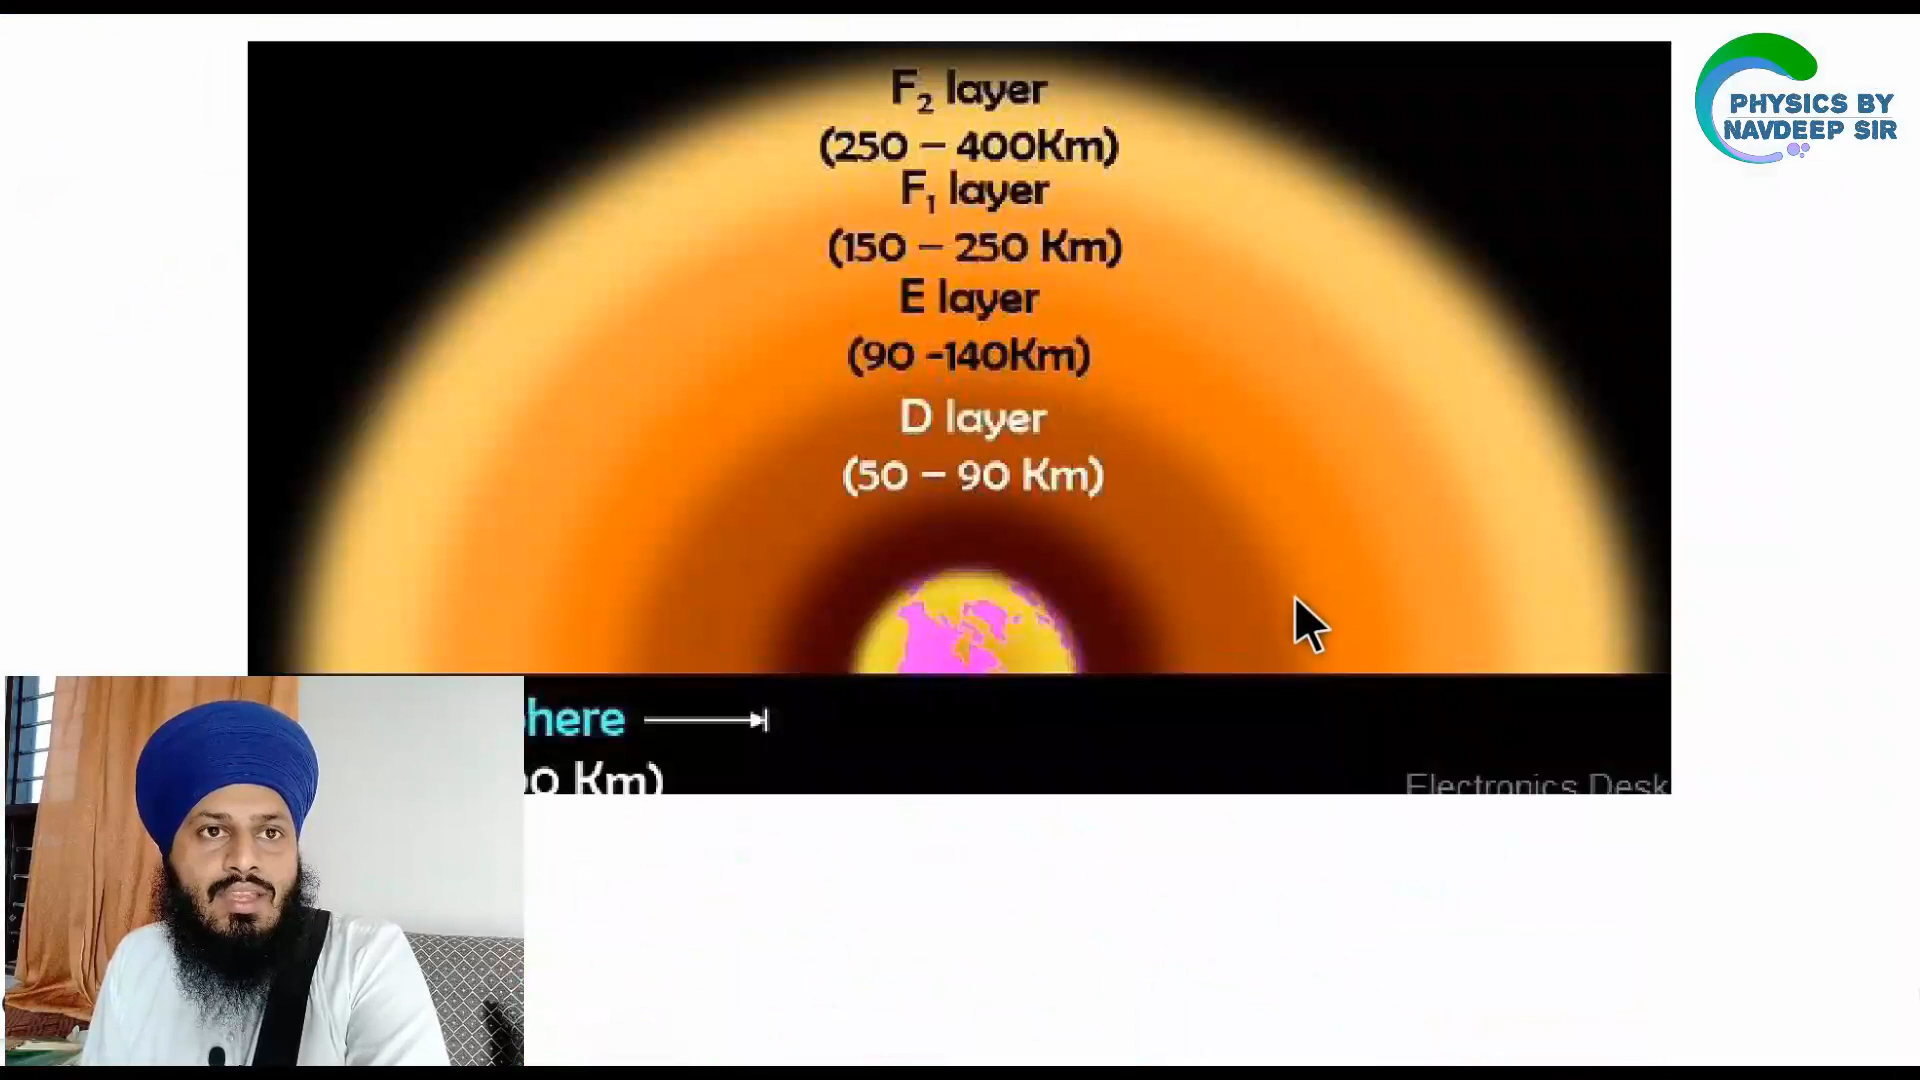 F₂ layer
(250 – 400Km)
F₁ layer
(150 – 250 Km)
E layer
(90 -140Km)
D layer
(50 – 90 Km)
PHYSICS BY
NAVDEEP SIR
here
0 Km)
Electronics Desk